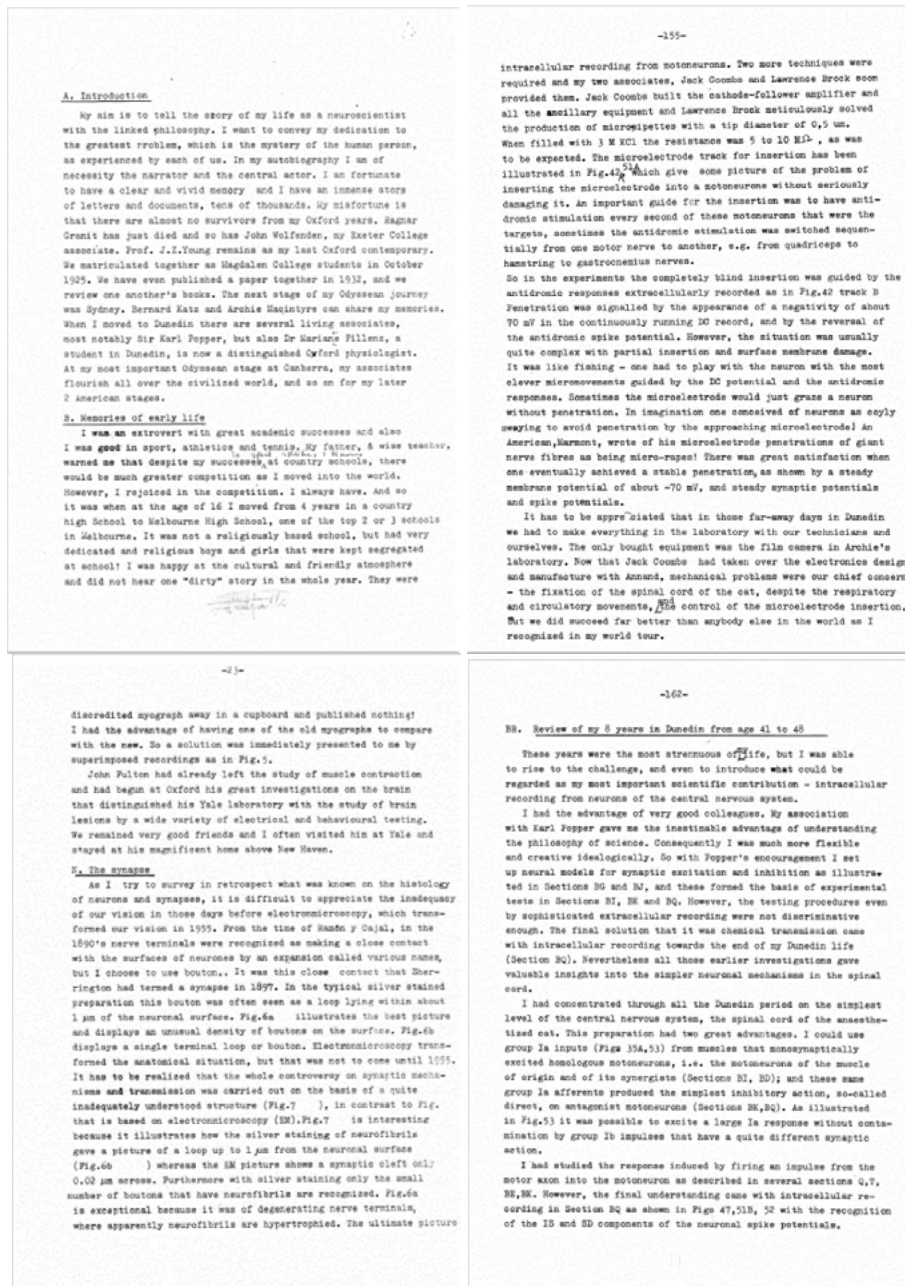 A. Introduction
My aim is to tell the story of my life as a neuroscientist
with the linked philosophy. I want to convey my dedication to
the greatest problem, which is the mystery of the human person,
as experienced by each of us. In my autobiography I am of
necessity the narrator and the central actor. I am fortunate
to have a clear and vivid memory and I have an immense store
of letters and documents, tens of thousands. My misfortune is
that there are almost no survivors from my Oxford years. Ragnar
Granit has just died and so has John Wolfenden, my Exeter College
associate. Prof. J.Z.Young remains as my last Oxford contemporary.
We matriculated together as Magdalen College students in October
1925. We have even published a paper together in 1932, and we
review one another's books. The next stage of my Odyssean journey
was Sydney. Bernard Katz and Archie Macintyre can share my memories.
When I moved to Dunedin there are several living associates,
most notably Sir Karl Popper, but also Dr Mariane Fillenz, a
student in Dunedin, is now a distinguished Oxford physiologist.
At my most important Odyssean stage at Canberra, my associates
flourish all over the civilized world, and so on for my later
2 American stages.
B. Memories of early life
I was an extrovert with great academic successes and also
I was good in sport, athletics and tennis. My father, a wise teacher,
warned me that despite my successes at country schools, there
would be much greater competition as I moved into the world.
However, I rejoiced in the competition. I always have. And so
it was when at the age of 16 I moved from 4 years in a country
high School to Melbourne High School, one of the top 2 or 3 schools
in Melbourne. It was not a religiously based school, but had very
dedicated and religious boys and girls that were kept segregated
at school! I was happy at the cultural and friendly atmosphere
and did not hear one "dirty" story in the whole year. They were
-155-
intracellular recording from motoneurons. Two more techniques were
required and my two associates, Jack Coombs and Lawrence Brock soon
provided them. Jack Coombs built the cathode-follower amplifier and
all the ancillary equipment and Lawrence Brock meticulously solved
the production of micropipettes with a tip diameter of 0,5 um.
When filled with 3 M KCl the resistance was 5 to 10 MΩ , as was
to be expected. The microelectrode track for insertion has been
illustrated in Fig.42, 51A which give some picture of the problem of
inserting the microelectrode into a motoneurone without seriously
damaging it. An important guide for the insertion was to have anti-
dromic stimulation every second of these motoneurons that were the
targets, sometimes the antidromic stimulation was switched sequen-
tially from one motor nerve to another, e.g. from quadriceps to
hamstring to gastrocnemius nerves.
So in the experiments the completely blind insertion was guided by the
antidromic responses extracellularly recorded as in Fig.42 track B
Penetration was signalled by the appearance of a negativity of about
70 mV in the continuously running DC record, and by the reversal of
the antidromic spike potential. However, the situation was usually
quite complex with partial insertion and surface membrane damage.
It was like fishing - one had to play with the neuron with the most
clever micromovements guided by the DC potential and the antidromic
responses. Sometimes the microelectrode would just graze a neuron
without penetration. In imagination one conceived of neurons as coyly
swaying to avoid penetration by the approaching microelectrode! An
American,Marmont, wrote of his microelectrode penetrations of giant
nerve fibres as being micro-rapes! There was great satisfaction when
one eventually achieved a stable penetration, as shown by a steady
membrane potential of about -70 mV, and steady synaptic potentials
and spike potentials.
It has to be appreciated that in those far-away days in Dunedin
we had to make everything in the laboratory with our technicians and
ourselves. The only bought equipment was the film camera in Archie's
laboratory. Now that Jack Coombs had taken over the electronics design
and manufacture with Annand, mechanical problems were our chief concern
- the fixation of the spinal cord of the cat, despite the respiratory
and circulatory movements, and the control of the microelectrode insertion.
But we did succeed far better than anybody else in the world as I
recognized in my world tour.
-23-
discredited myograph away in a cupboard and published nothing!
I had the advantage of having one of the old myographs to compare
with the new. So a solution was immediately presented to me by
superimposed recordings as in Fig.5.
John Fulton had already left the study of muscle contraction
and had begun at Oxford his great investigations on the brain
that distinguished his Yale laboratory with the study of brain
lesions by a wide variety of electrical and behavioural testing.
We remained very good friends and I often visited him at Yale and
stayed at his magnificent home above New Haven.
N. The synapse
As I try to survey in retrospect what was known on the histology
of neurons and synapses, it is difficult to appreciate the inadequacy
of our vision in those days before electronmicroscopy, which trans-
formed our vision in 1955. From the time of Ramón y Cajal, in the
1890's nerve terminals were recognized as making a close contact
with the surfaces of neurones by an expansion called various names,
but I choose to use bouton.. It was this close contact that Sher-
rington had termed a synapse in 1897. In the typical silver stained
preparation this bouton was often seen as a loop lying within about
1 µm of the neuronal surface. Fig.6a illustrates the best picture
and displays an unusual density of boutons on the surface. Fig.6b
displays a single terminal loop or bouton. Electronmicroscopy trans-
formed the anatomical situation, but that was not to come until 1955.
It has to be realized that the whole controversy on synaptic mecha-
nisms and transmission was carried out on the basis of a quite
inadequately understood structure (Fig.7 ), in contrast to Fig.
that is based on electronmicroscopy (EM).Fig.7 is interesting
because it illustrates how the silver staining of neurofibrils
gave a picture of a loop up to 1 µm from the neuronal surface
(Fig.6b ) whereas the EM picture shows a synaptic cleft only
0.02 µm across. Furthermore with silver staining only the small
number of boutons that have neurofibrils are recognized. Fig.6a
is exceptional because it was of degenerating nerve terminals,
where apparently neurofibrils are hypertrophied. The ultimate picture
-162-
BR. Review of my 8 years in Dunedin from age 41 to 48
These years were the most strennuous of my life, but I was able
to rise to the challenge, and even to introduce what could be
regarded as my most important scientific contribution - intracellular
recording from neurons of the central nervous system.
I had the advantage of very good colleagues. My association
with Karl Popper gave me the inestimable advantage of understanding
the philosophy of science. Consequently I was much more flexible
and creative idealogically. So with Popper's encouragement I set
up neural models for synaptic excitation and inhibition as illustra-
ted in Sections BG and BJ, and these formed the basis of experimental
tests in Sections BI, BK and BQ. However, the testing procedures even
by sophisticated extracellular recording were not discriminative
enough. The final solution that it was chemical transmission came
with intracellular recording towards the end of my Dunedin life
(Section BQ). Nevertheless all those earlier investigations gave
valuable insights into the simpler neuronal mechanisms in the spinal
cord.
I had concentrated through all the Dunedin period on the simplest
level of the central nervous system, the spinal cord of the anaesthe-
tized cat. This preparation had two great advantages. I could use
group Ia inputs (Figs 35A,53) from muscles that monosynaptically
excited homologous motoneurons, i.e. the motoneurons of the muscle
of origin and of its synergists (Sections BI, BD); and these same
group Ia afferents produced the simplest inhibitory action, so-called
direct, on antagonist motoneurons (Sections BE,BQ). As illustrated
in Fig.53 it was possible to excite a large Ia response without conta-
mination by group Ib impulses that have a quite different synaptic
action.
I had studied the response induced by firing an impulse from the
motor axon into the motoneuron as described in several sections Q,T,
BE,BK. However, the final understanding came with intracellular re-
cording in Section BQ as shown in Figs 47,51B, 52 with the recognition
of the IS and SD components of the neuronal spike potentials.